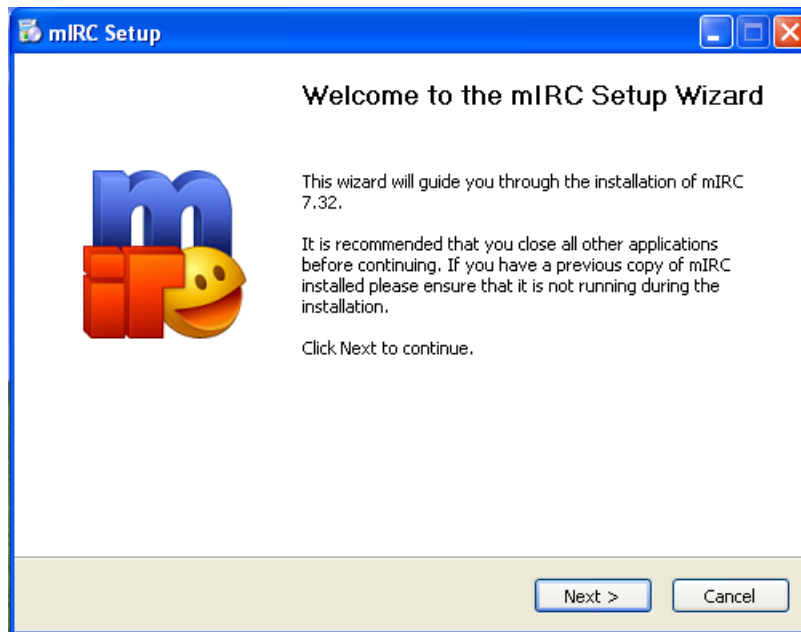 mIRC Setup
Welcome to the mIRC Setup Wizard
This wizard will guide you through the installation of mIRC
7.32.
It is recommended that you close all other applications
before continuing. If you have a previous copy of mIRC
installed please ensure that it is not running during the
installation.
Click Next to continue.
m
irc
Next >
Cancel